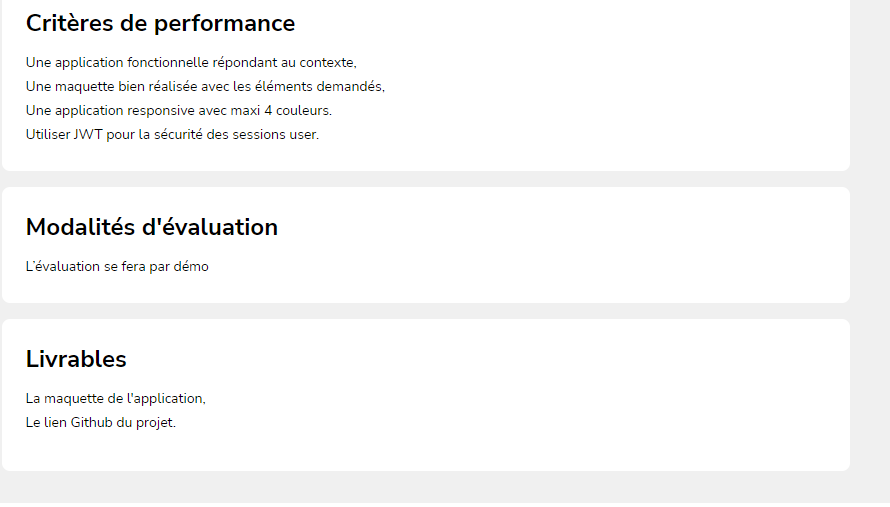 Critères de performance
Une application fonctionnelle répondant au contexte,
Une maquette bien réalisée avec les éléments demandés,
Une application responsive avec maxi 4 couleurs.
Utiliser JWT pour la sécurité des sessions user.
Modalités d'évaluation
L'évaluation se fera par démo
Livrables
La maquette de l'application,
Le lien Github du projet.